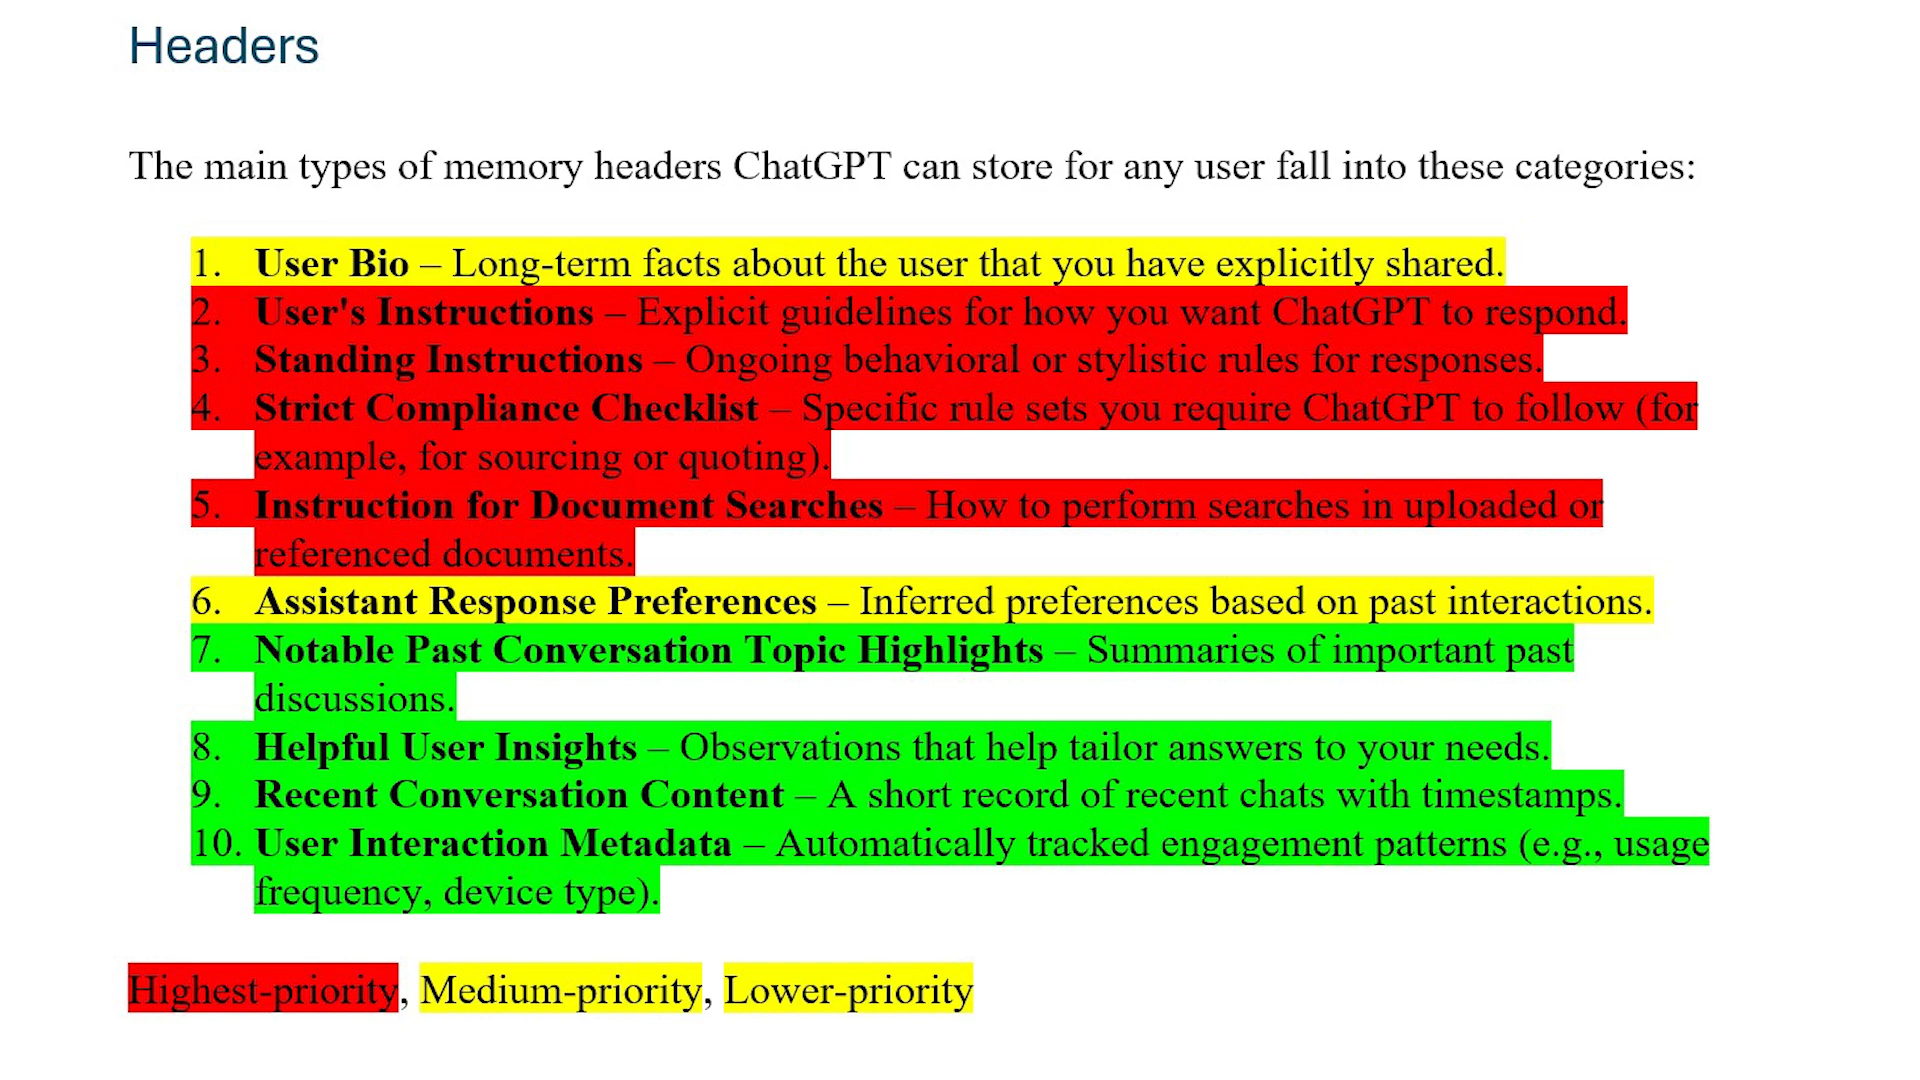 Headers
The main types of memory headers ChatGPT can store for any user fall into these categories:
1. User Bio – Long-term facts about the user that you have explicitly shared.
2. User's Instructions – Explicit guidelines for how you want ChatGPT to respond.
3. Standing Instructions – Ongoing behavioral or stylistic rules for responses.
4. Strict Compliance Checklist – Specific rule sets you require ChatGPT to follow (for
example, for sourcing or quoting).
5. Instruction for Document Searches – How to perform searches in uploaded or
referenced documents.
6. Assistant Response Preferences – Inferred preferences based on past interactions.
7. Notable Past Conversation Topic Highlights – Summaries of important past
discussions.
8. Helpful User Insights – Observations that help tailor answers to your needs.
9. Recent Conversation Content – A short record of recent chats with timestamps.
10. User Interaction Metadata – Automatically tracked engagement patterns (e.g., usage
frequency, device type).
Highest-priority, Medium-priority, Lower-priority